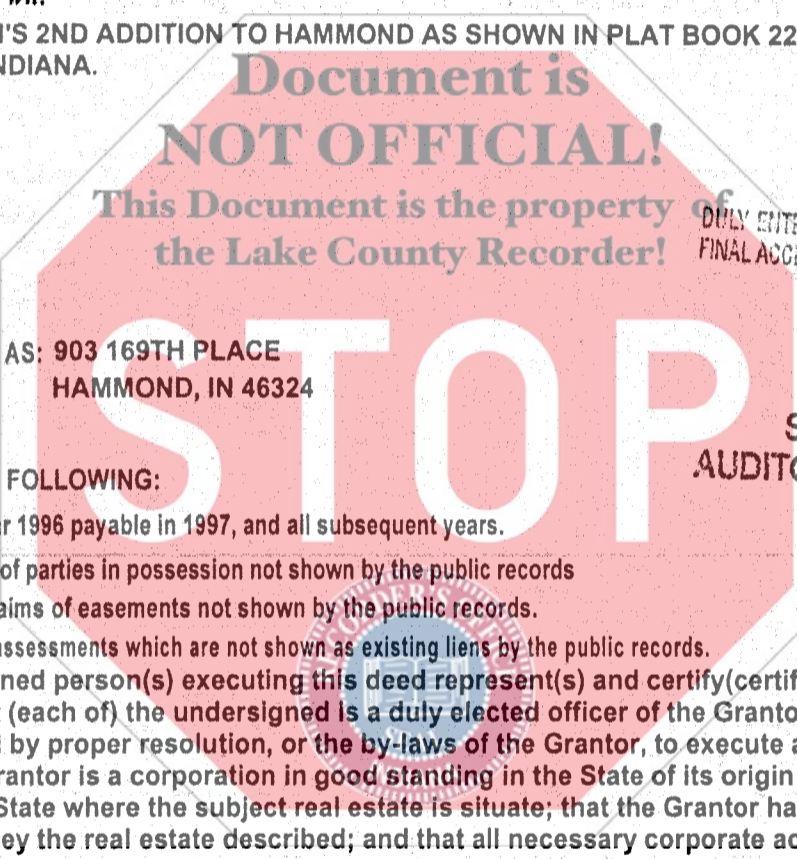 'S 2ND ADDITION TO HAMMOND AS SHOWN IN PLAT BOOK 22
NDIANA.
Document is
NOT OFFICIAL!
This Document is the property of
the Lake County Recorder!
DULY ENTE
FINAL ACCE
STOP
AS: 903 169TH PLACE
HAMMOND, IN 46324
S
AUDITO
FOLLOWING:
r 1996 payable in 1997, and all subsequent years.
of parties in possession not shown by the public records
aims of easements not shown by the public records.
assessments which are not shown as existing liens by the public records.
ned person(s) executing this deed represent(s) and certify(certif
(each of) the undersigned is a duly elected officer of the Granto
by proper resolution, or the by-laws of the Grantor, to execute a
rantor is a corporation in good standing in the State of its origin
State where the subject real estate is situate; that the Grantor ha
ey the real estate described; and that all necessary corporate ac